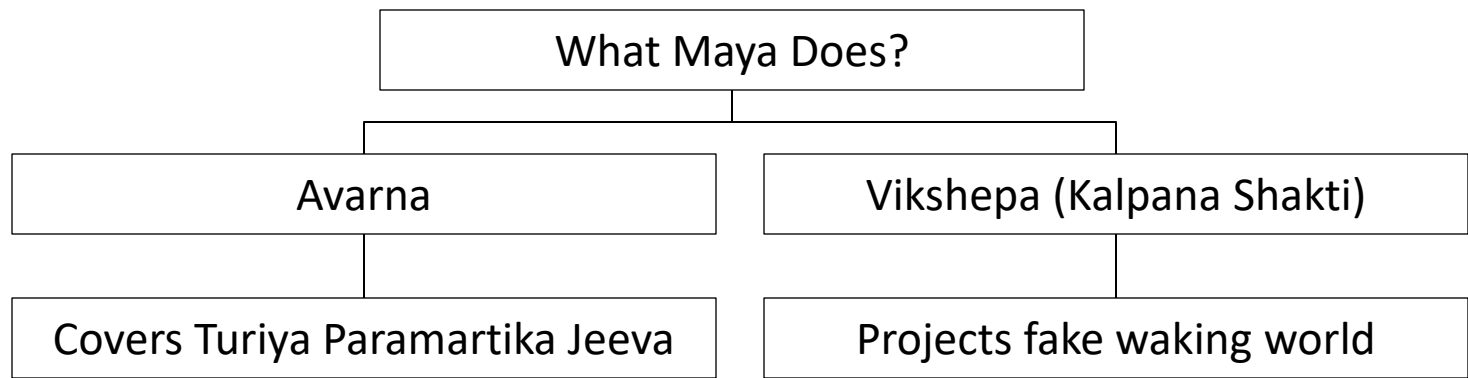 What Maya Does?
Avarna
Vikshepa (Kalpana Shakti)
Covers Turiya Paramartika Jeeva
Projects fake waking world